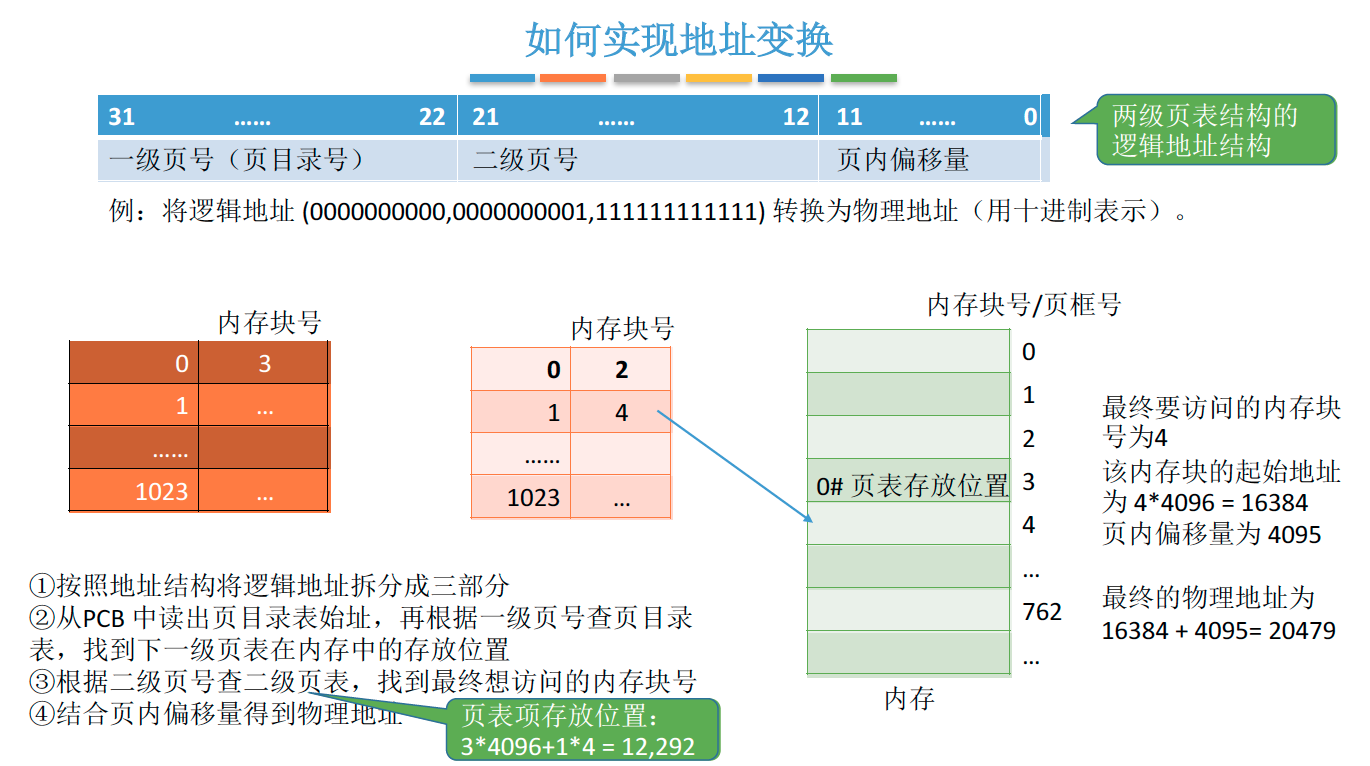 如何实现地址变换
31 …… 22 21 …… 12 11 …… 0
一级页号（页目录号） 二级页号 页内偏移量
两级页表结构的
逻辑地址结构
例：将逻辑地址 (0000000000,0000000001,111111111111) 转换为物理地址（用十进制表示）。
内存块号
0 3
1 …
……
1023 …
内存块号
0 2
1 4
……
1023 …
内存块号/页框号
0
1
2
0# 页表存放位置 3
4
…
762
…
内存
最终要访问的内存块
号为4
该内存块的起始地址
为 4*4096 = 16384
页内偏移量为 4095
最终的物理地址为
16384 + 4095= 20479
①按照地址结构将逻辑地址拆分成三部分
②从PCB 中读出页目录表始址，再根据一级页号查页目录
表，找到下一级页表在内存中的存放位置
③根据二级页号查二级页表，找到最终想访问的内存块号
④结合页内偏移量得到物理地址
页表项存放位置：
3*4096+1*4 = 12,292